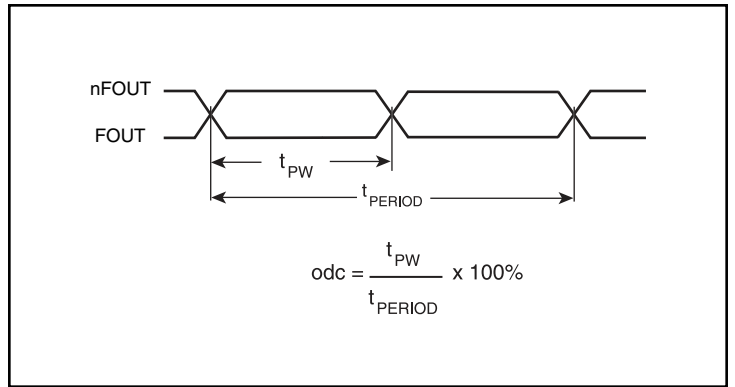 nFOUT
FOUT
tPW
tPERIOD
odc = tPW / tPERIOD x 100%